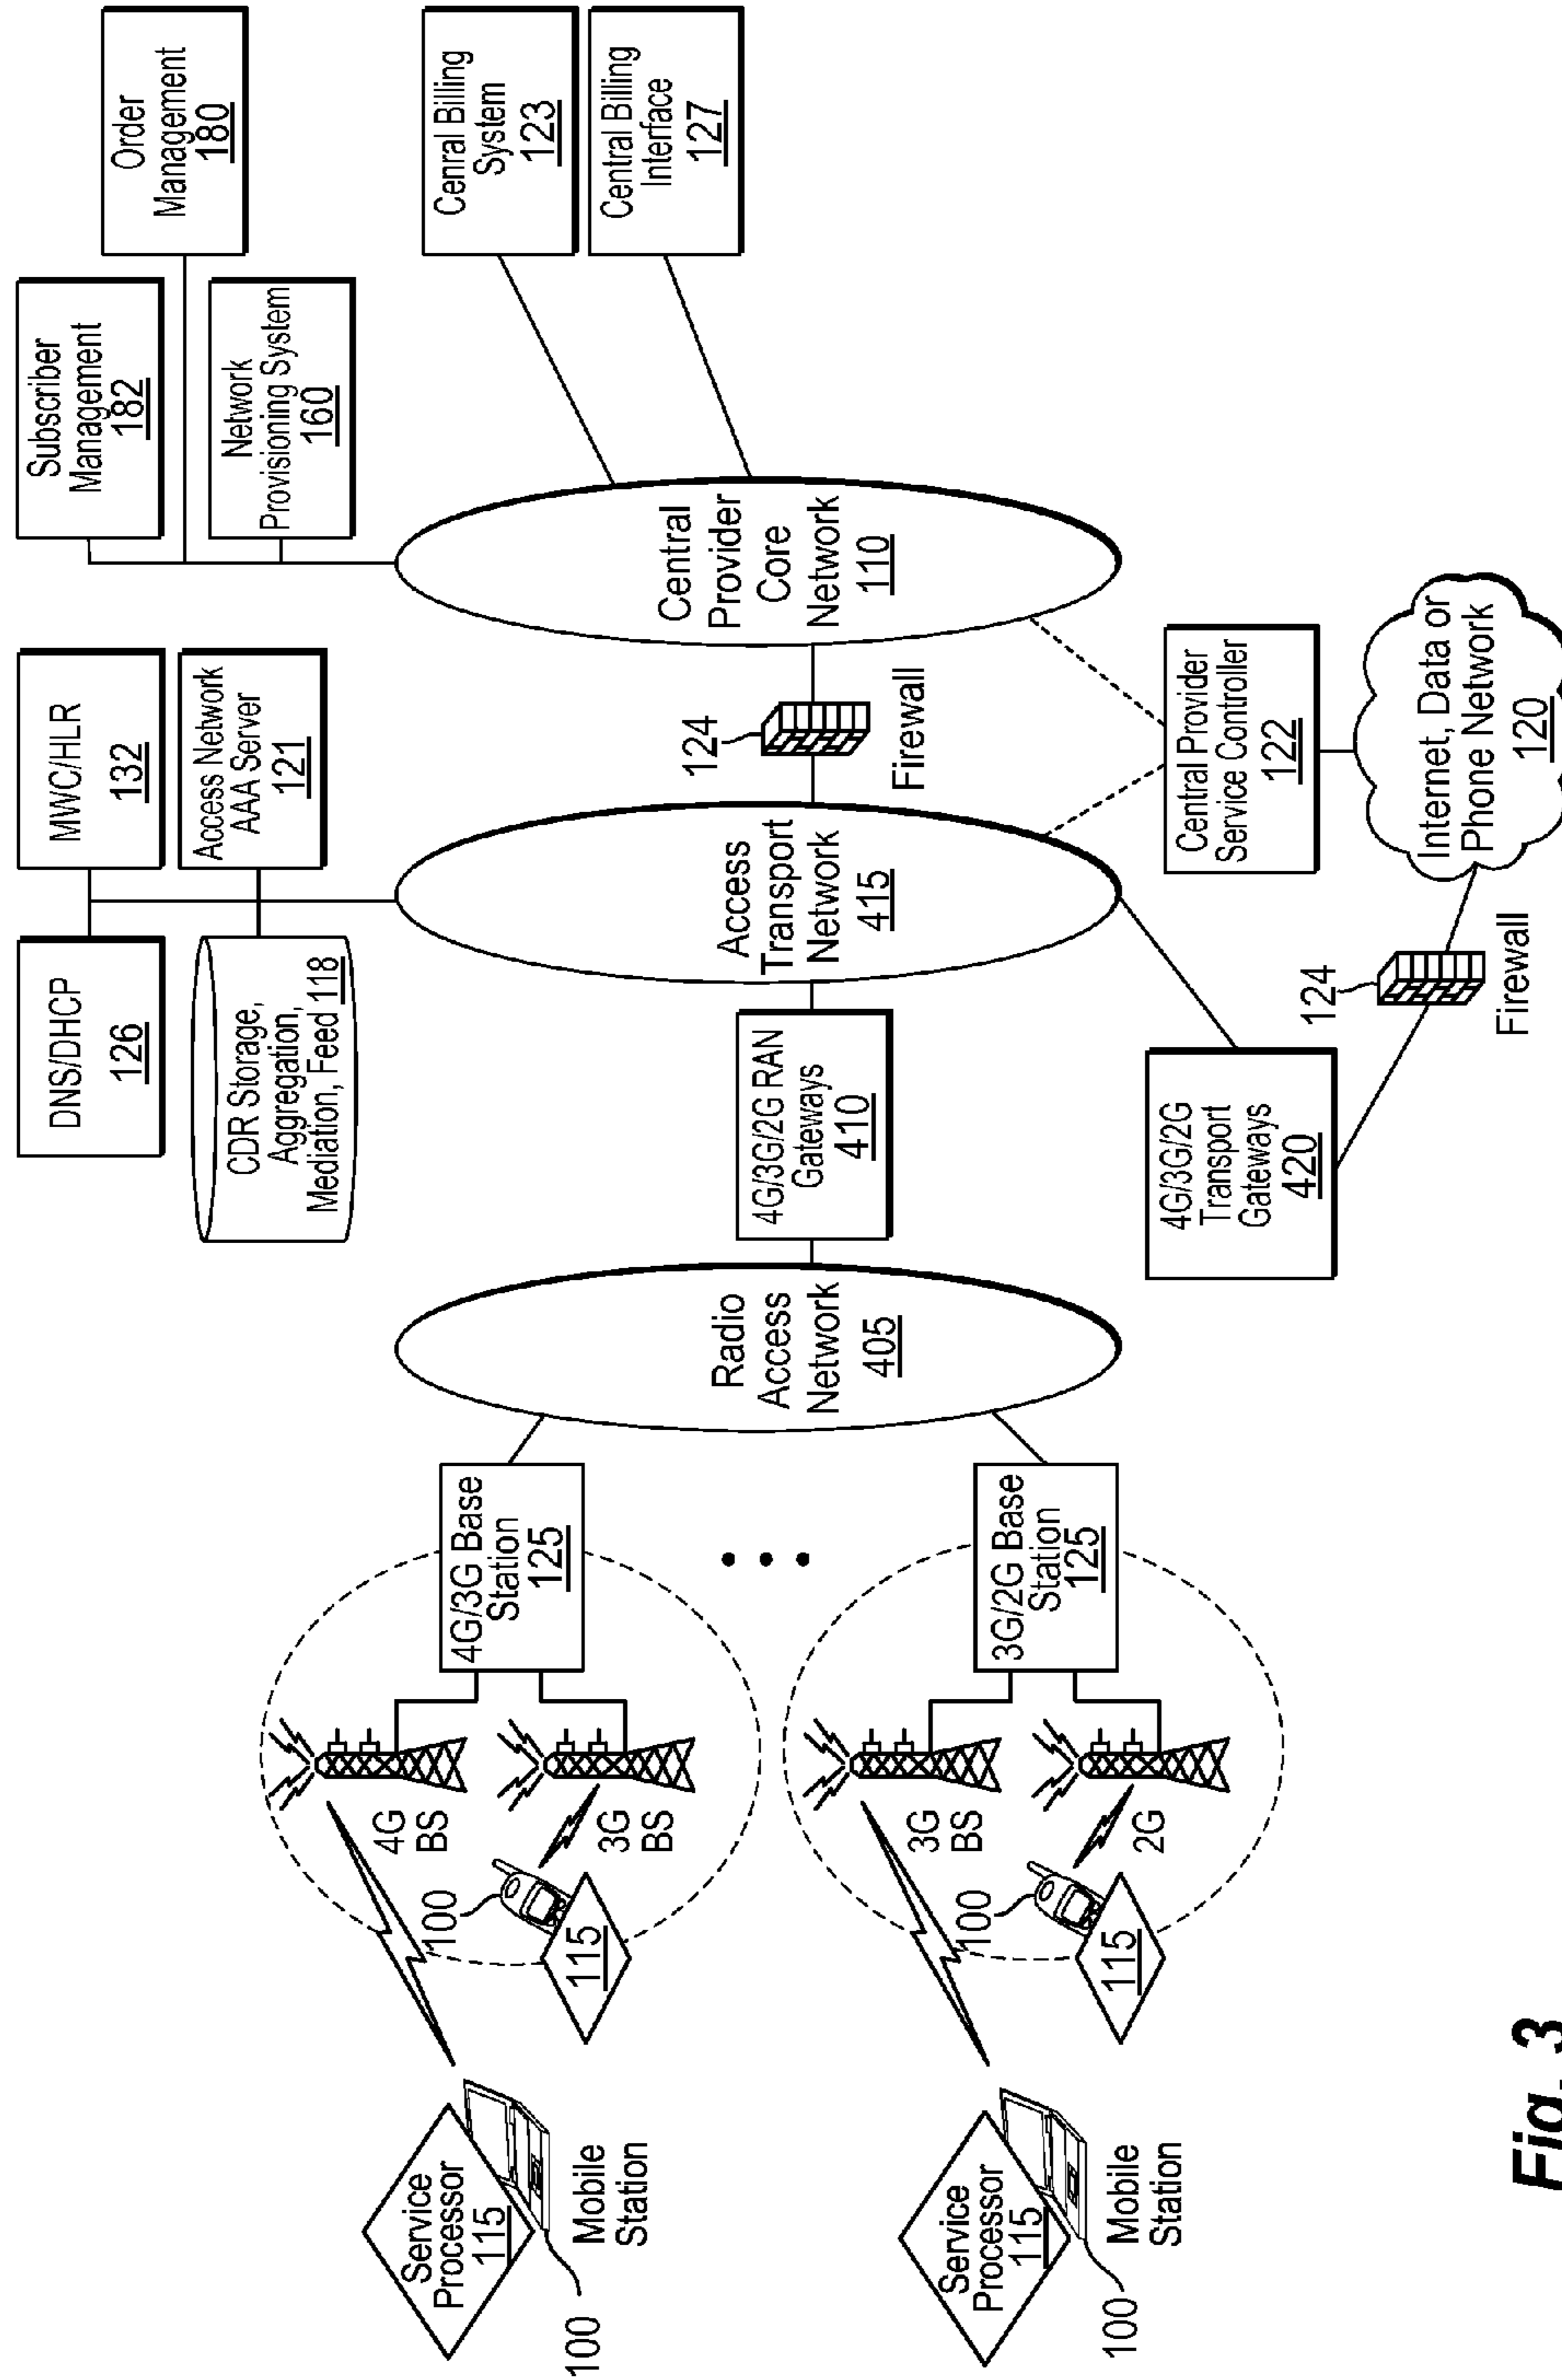 Subscriber
Management
182
Order
Management
180
Network
Provisioning System
160
DNS/DHCP
126
MWC/HLR
132
CDR Storage,
Aggregation,
Mediation, Feed 118
Access Network
AAA Server
121
Cenral Billing
System
123
Central Billing
Interface
127
Service
Processor
115
100
Mobile
Station
4G
BS
100
115
3G
BS
4G/3G Base
Station
125
Radio
Access
Network
405
4G/3G/2G RAN
Gateways
410
Access
Transport
Network
415
124
Firewall
Central
Provider
Core
Network
110
Service
Processor
115
100
Mobile
Station
3G
BS
100
115
2G
3G/2G Base
Station
125
4G/3G/2G
Transport
Gateways
420
Central Provider
Service Controller
122
124
Firewall
Internet, Data or
Phone Network
120
Fig. 3